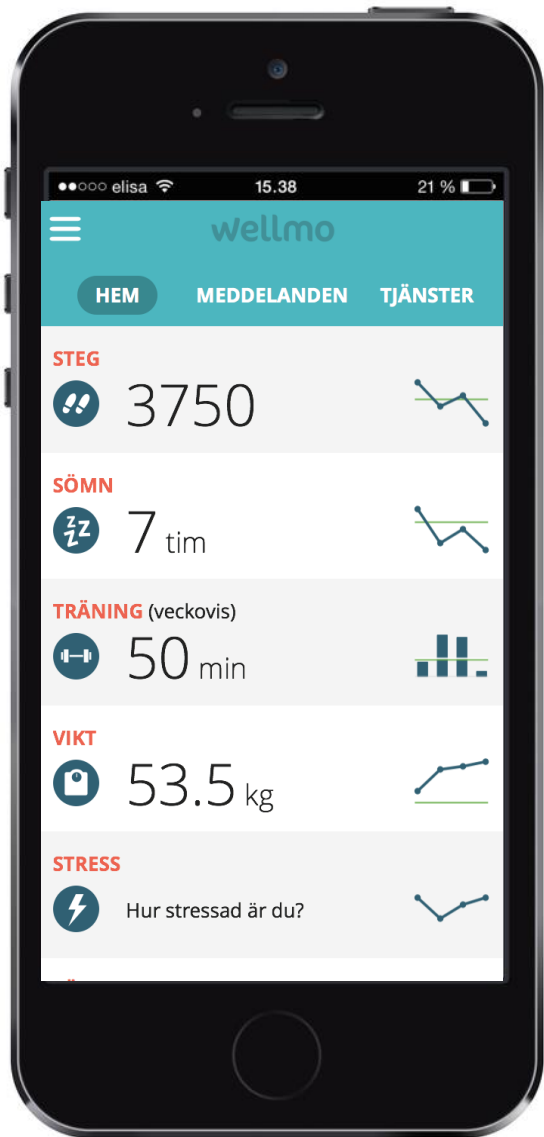 elisa 15.38 21 %
wellmo
HEM MEDDELANDEN TJÄNSTER
STEG
3750
SÖMN
zzz
7 tim
TRÄNING (veckovis)
50 min
VIKT
53.5 kg
STRESS
Hur stressad är du?